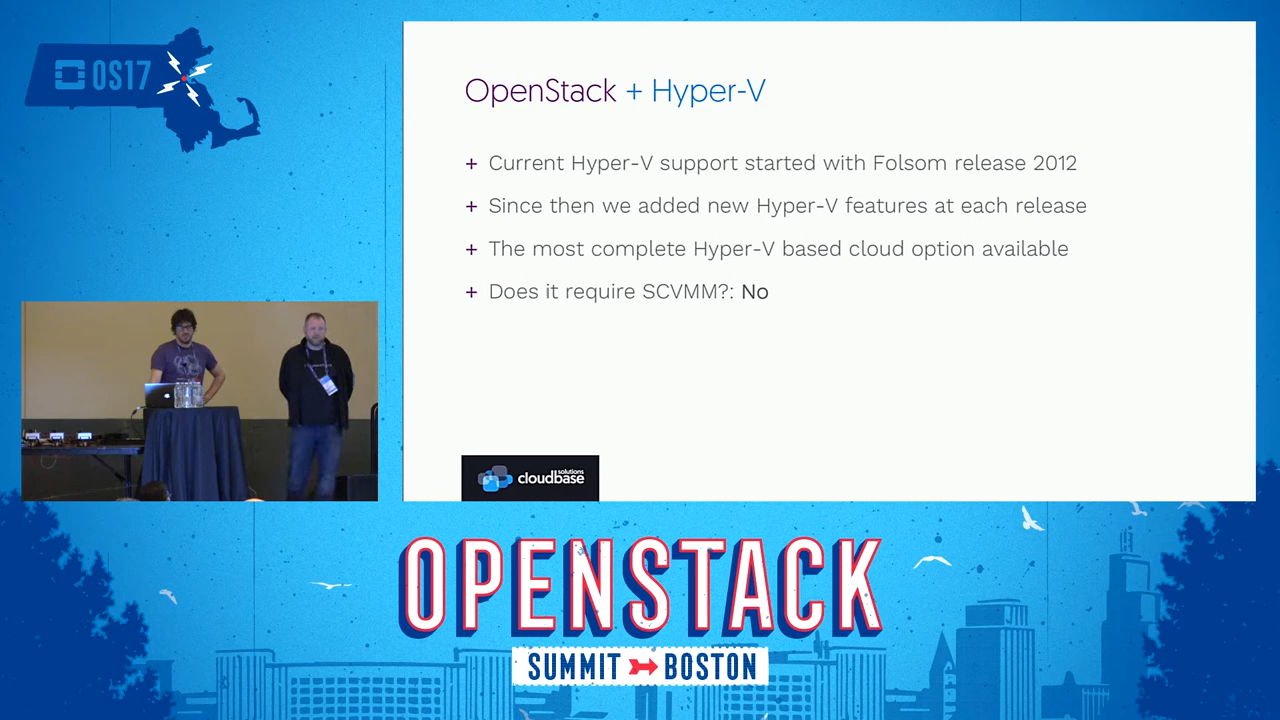 OS17
OpenStack + Hyper-V
+ Current Hyper-V support started with Folsom release 2012
+ Since then we added new Hyper-V features at each release
+ The most complete Hyper-V based cloud option available
+ Does it require SCVMM?: No
cloudbase solutions
OPENSTACK
SUMMIT BOSTON